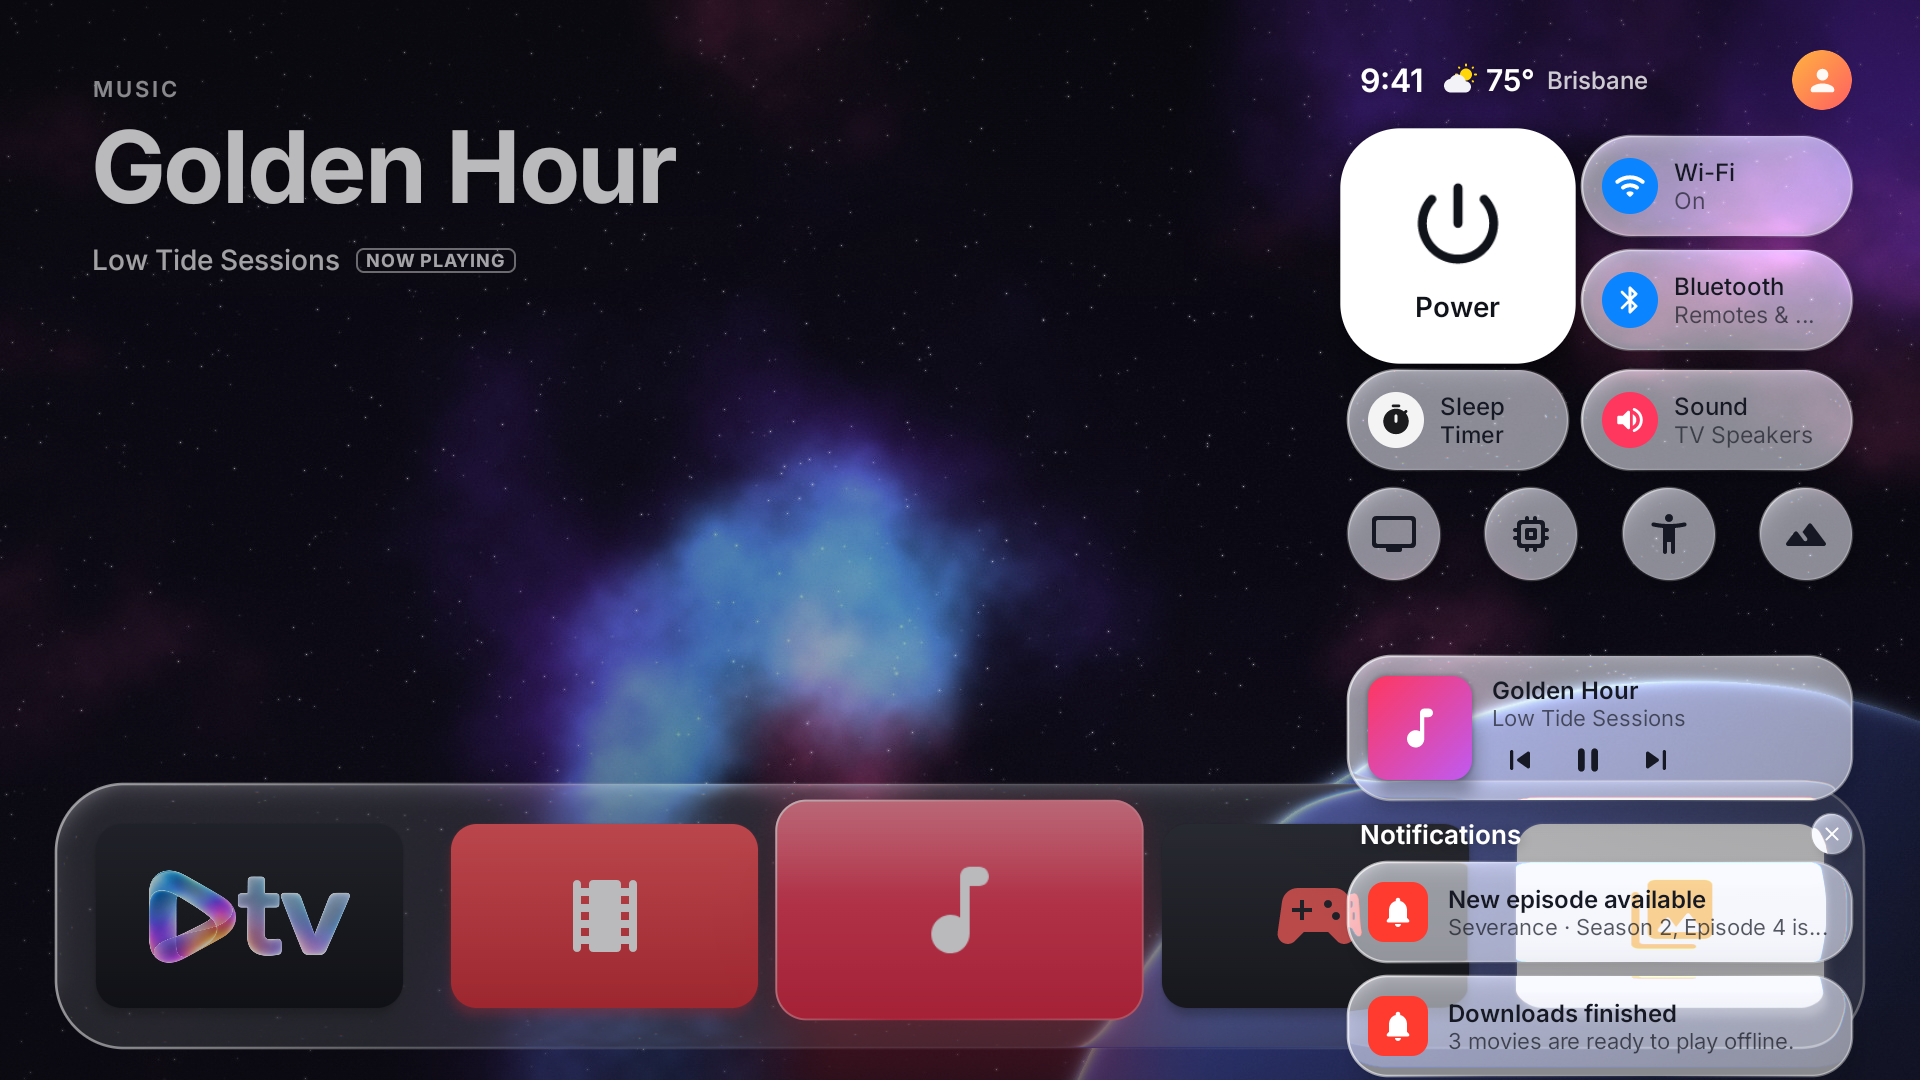 MUSIC
Golden Hour
Low Tide Sessions NOW PLAYING
9:41 75° Brisbane
Power
Wi-Fi
On
Bluetooth
Remotes & ...
Sleep
Timer
Sound
TV Speakers
Golden Hour
Low Tide Sessions
Notifications
New episode available
Severance · Season 2, Episode 4 is...
Downloads finished
3 movies are ready to play offline.
tv